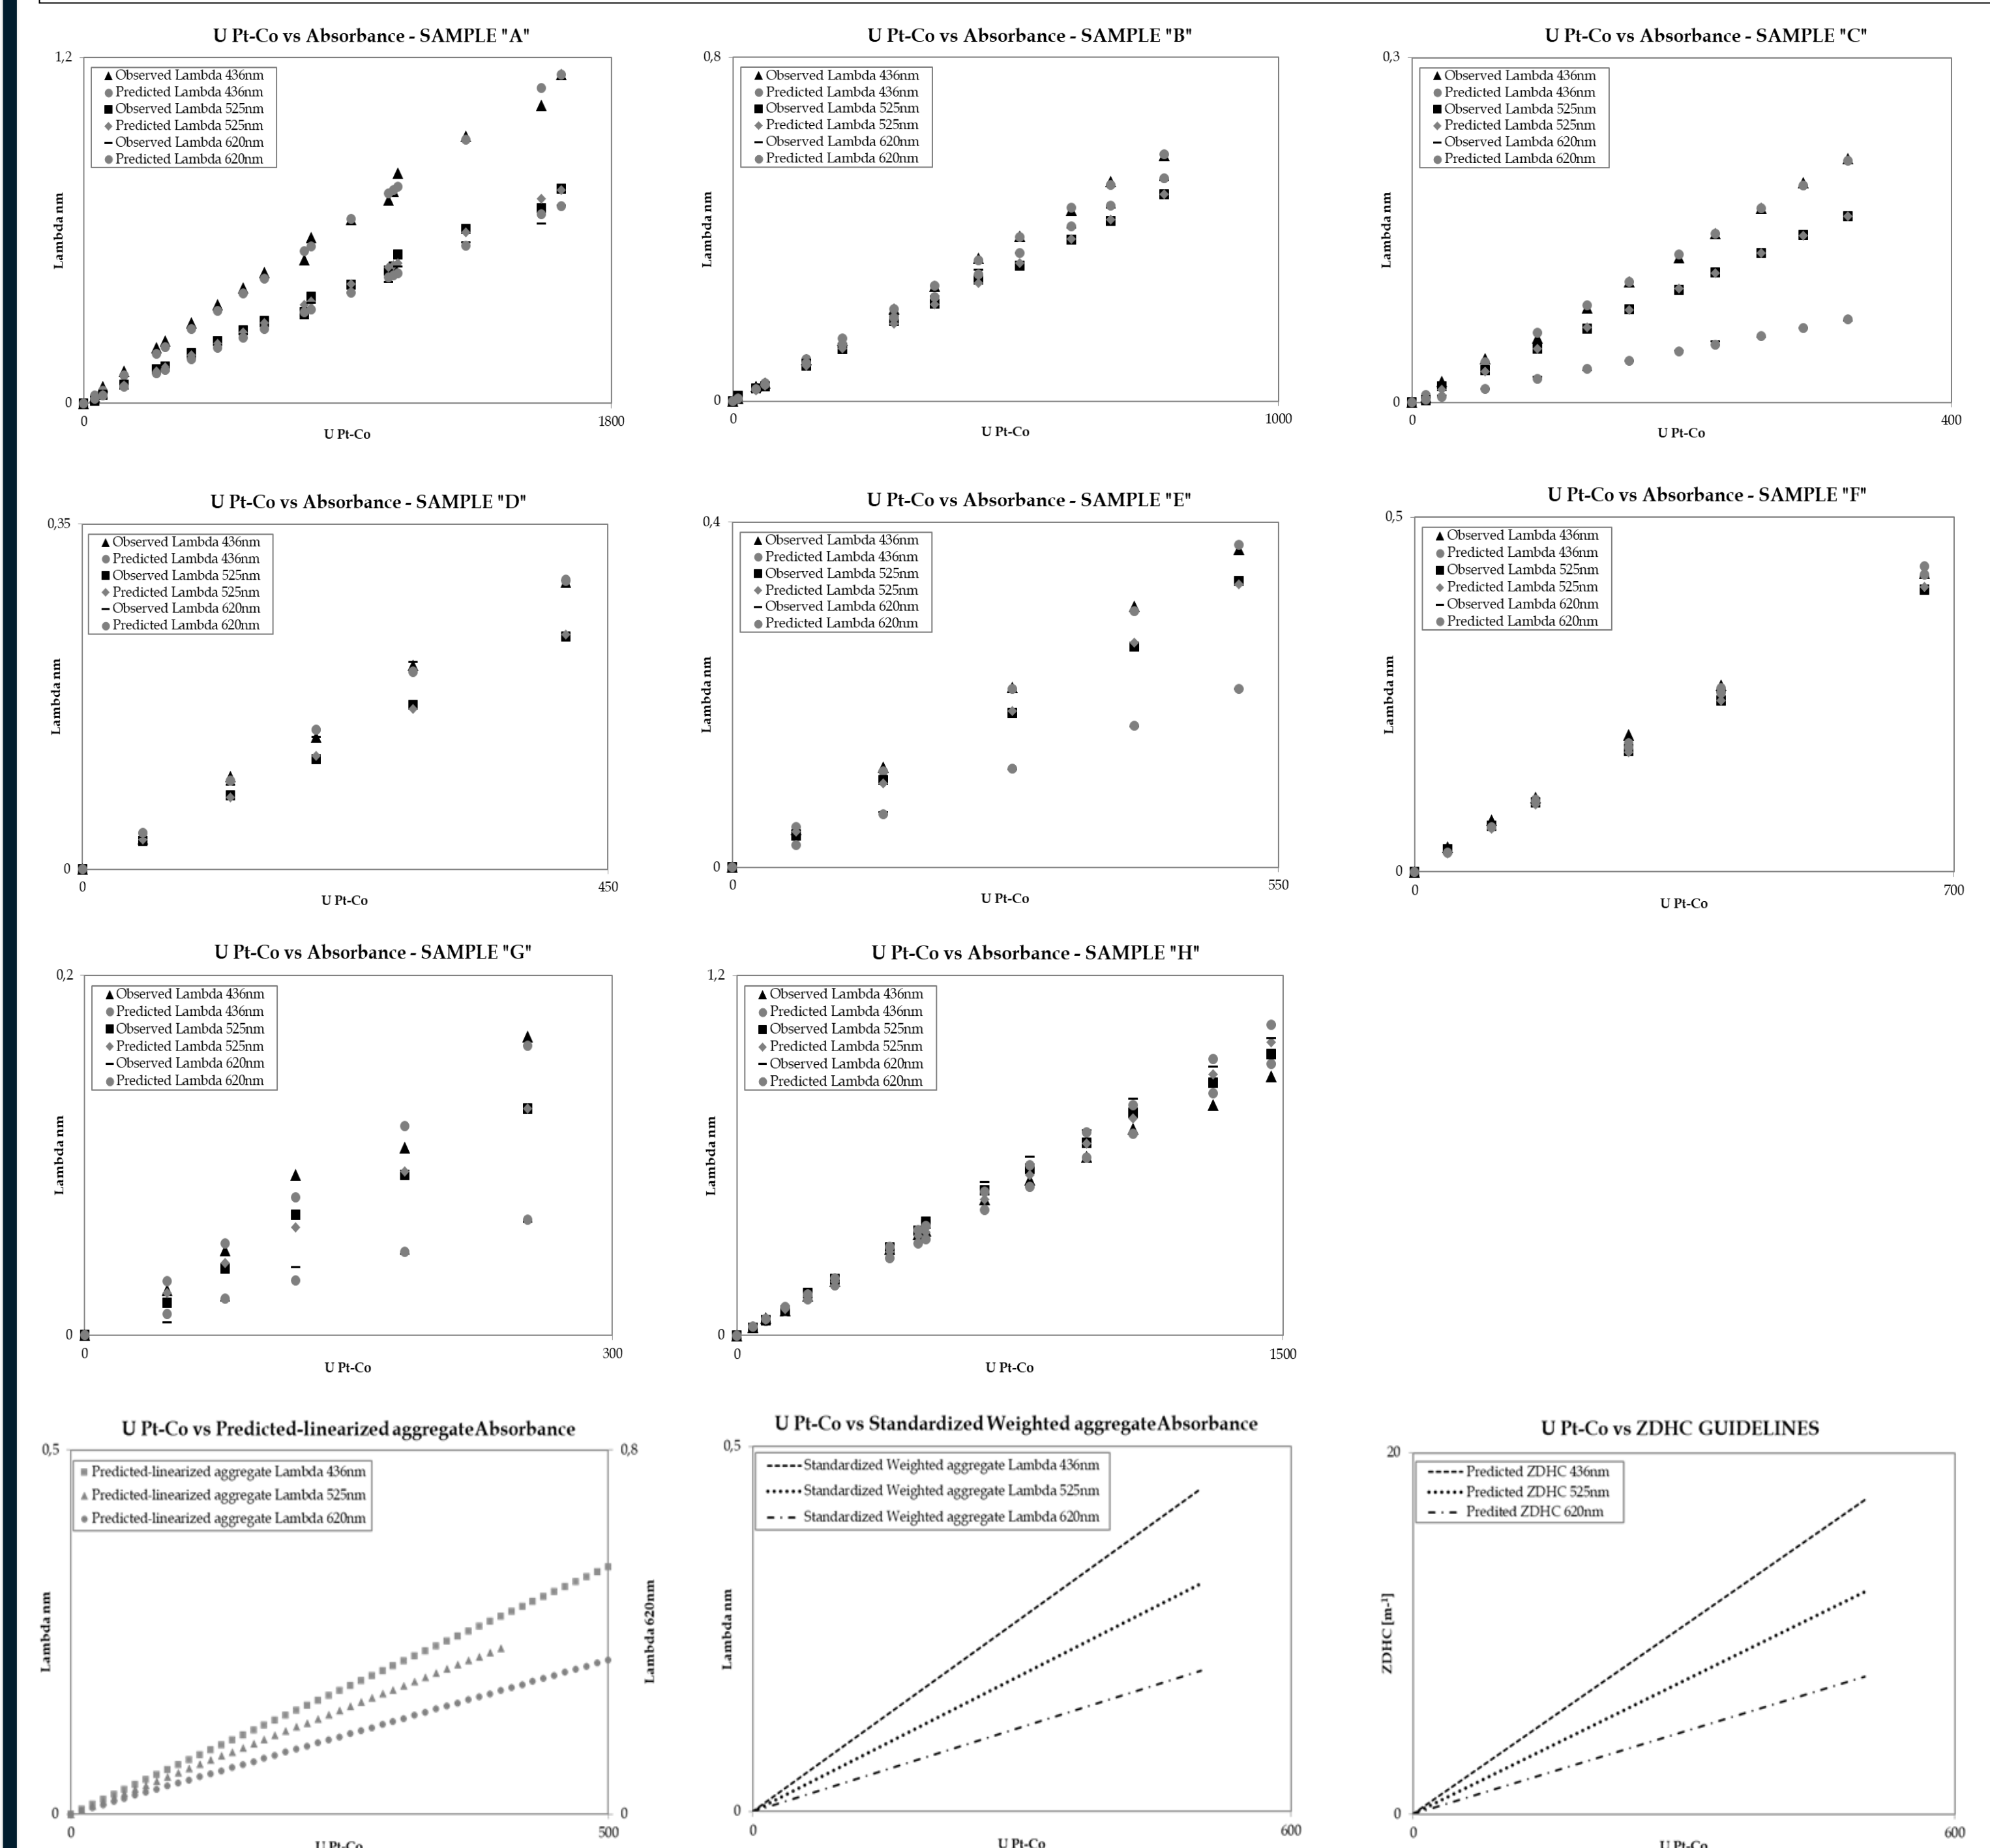 U Pt-Co vs Absorbance - SAMPLE "A"
1,2
Observed Lambda 436nm
Predicted Lambda 436nm
Observed Lambda 525nm
Predicted Lambda 525nm
Observed Lambda 620nm
Predicted Lambda 620nm
Lambda nm
0
0
1800
U Pt-Co
U Pt-Co vs Absorbance - SAMPLE "B"
0,8
Observed Lambda 436nm
Predicted Lambda 436nm
Observed Lambda 525nm
Predicted Lambda 525nm
Observed Lambda 620nm
Predicted Lambda 620nm
Lambda nm
0
0
1000
U Pt-Co
U Pt-Co vs Absorbance - SAMPLE "C"
0,3
Observed Lambda 436nm
Predicted Lambda 436nm
Observed Lambda 525nm
Predicted Lambda 525nm
Observed Lambda 620nm
Predicted Lambda 620nm
Lambda nm
0
0
400
U Pt-Co
U Pt-Co vs Absorbance - SAMPLE "D"
0,35
Observed Lambda 436nm
Predicted Lambda 436nm
Observed Lambda 525nm
Predicted Lambda 525nm
Observed Lambda 620nm
Predicted Lambda 620nm
Lambda nm
0
0
450
U Pt-Co
U Pt-Co vs Absorbance - SAMPLE "E"
0,4
Observed Lambda 436nm
Predicted Lambda 436nm
Observed Lambda 525nm
Predicted Lambda 525nm
Observed Lambda 620nm
Predicted Lambda 620nm
Lambda nm
0
0
550
U Pt-Co
U Pt-Co vs Absorbance - SAMPLE "F"
0,5
Observed Lambda 436nm
Predicted Lambda 436nm
Observed Lambda 525nm
Predicted Lambda 525nm
Observed Lambda 620nm
Predicted Lambda 620nm
Lambda nm
0
0
700
U Pt-Co
U Pt-Co vs Absorbance - SAMPLE "G"
0,2
Observed Lambda 436nm
Predicted Lambda 436nm
Observed Lambda 525nm
Predicted Lambda 525nm
Observed Lambda 620nm
Predicted Lambda 620nm
Lambda nm
0
0
300
U Pt-Co
U Pt-Co vs Absorbance - SAMPLE "H"
1,2
Observed Lambda 436nm
Predicted Lambda 436nm
Observed Lambda 525nm
Predicted Lambda 525nm
Observed Lambda 620nm
Predicted Lambda 620nm
Lambda nm
0
0
1500
U Pt-Co
U Pt-Co vs Predicted-linearized aggregate Absorbance
0,5
0,8
Predicted-linearized aggregate Lambda 436nm
Predicted-linearized aggregate Lambda 525nm
Predicted-linearized aggregate Lambda 620nm
Lambda nm
Lambda 620nm
0
0
0
500
U Pt-Co
U Pt-Co vs Standardized Weighted aggregate Absorbance
0,5
Standardized Weighted aggregate Lambda 436nm
Standardized Weighted aggregate Lambda 525nm
Standardized Weighted aggregate Lambda 620nm
Lambda nm
0
0
600
U Pt-Co
U Pt-Co vs ZDHC GUIDELINES
20
Predicted ZDHC 436nm
Predicted ZDHC 525nm
Predited ZDHC 620nm
ZDHC [m⁻¹]
0
0
600
U Pt-Co